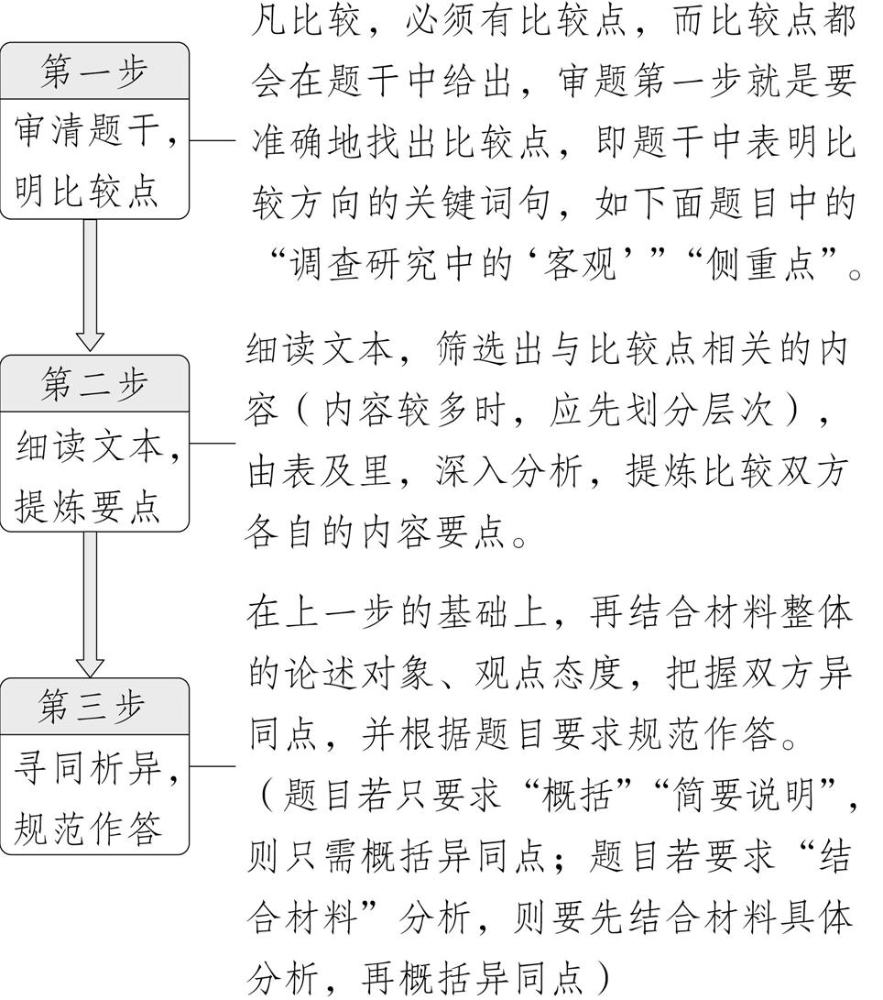 第一步
审清题干，
明比较点
凡比较，必须有比较点，而比较点都
会在题干中给出，审题第一步就是要
准确地找出比较点，即题干中表明比
较方向的关键词句，如下面题目中的
“调查研究中的‘客观’”“侧重点”。
第二步
细读文本，
提炼要点
细读文本，筛选出与比较点相关的内
容（内容较多时，应先划分层次），
由表及里，深入分析，提炼比较双方
各自的内容要点。
第三步
寻同析异，
规范作答
在上一步的基础上，再结合材料整体
的论述对象、观点态度，把握双方异
同点，并根据题目要求规范作答。
（题目若只要求“概括”“简要说明”，
则只需概括异同点；题目若要求“结
合材料”分析，则要先结合材料具体
分析，再概括异同点）